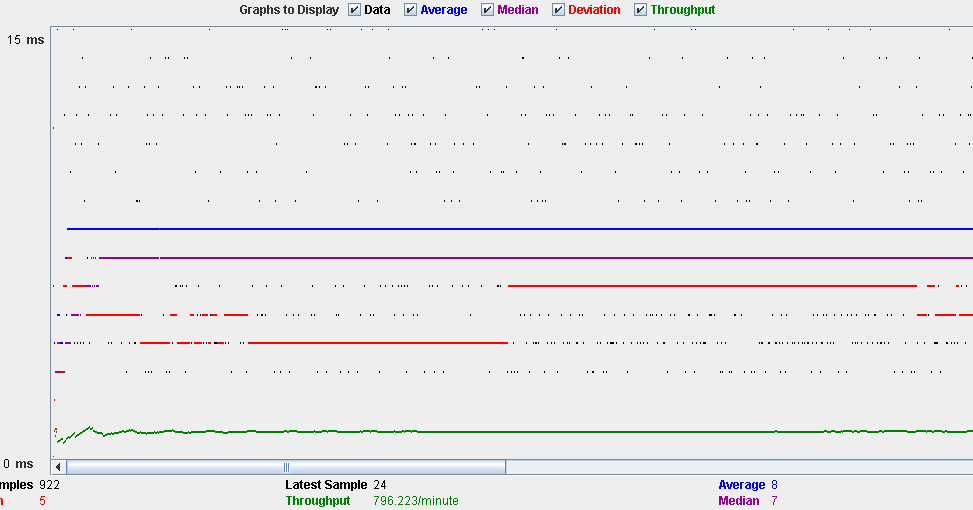 Graphs to Display Data Average Median Deviation Throughput
15 ms
0 ms
mples 922 Latest Sample 24 Average 8
n 5 Throughput 796.223/minute Median 7